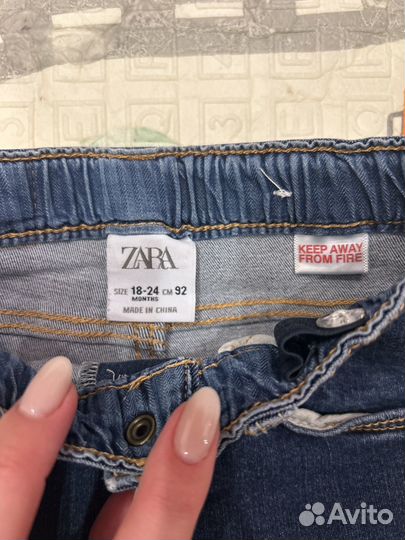 ZARA
SIZE 18-24 CM 92
MONTHS
MADE IN CHINA
KEEP AWAY
FROM FIRE
Avito